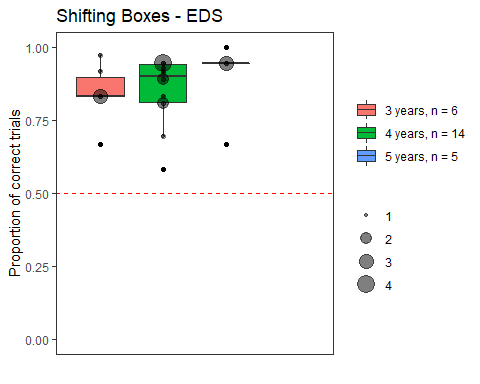 Shifting Boxes - EDS
Proportion of correct trials
1.00
0.75
0.50
0.25
0.00
3 years, n = 6
4 years, n = 14
5 years, n = 5
1
2
3
4